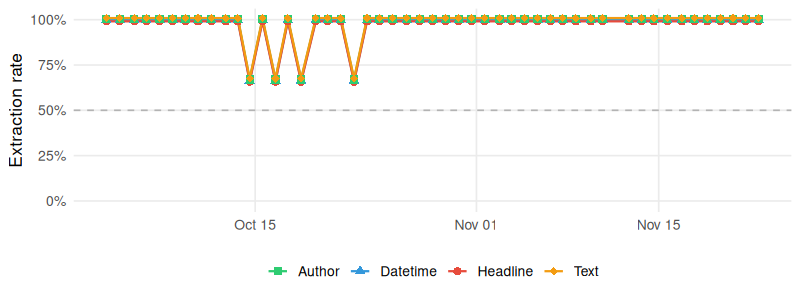 Extraction rate
100%
75%
50%
25%
0%
Oct 15
Nov 01
Nov 15
Author
Datetime
Headline
Text